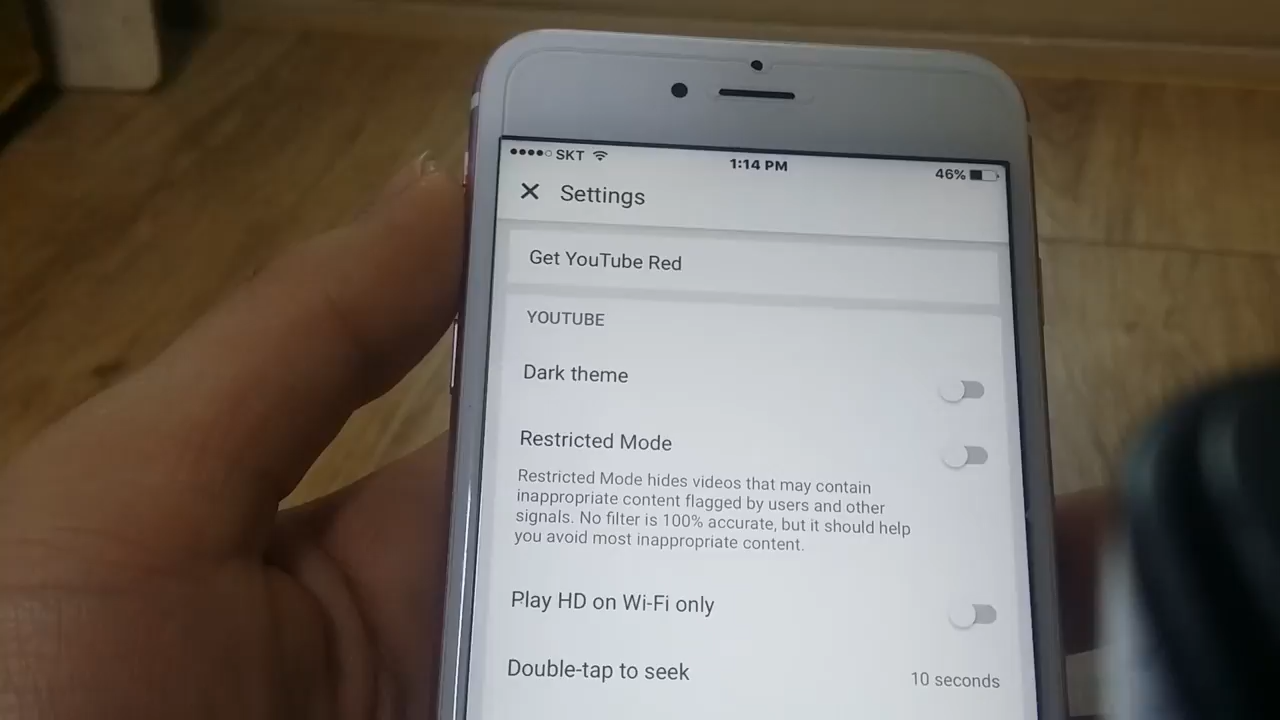 SKT
1:14 PM
46%
Settings
Get YouTube Red
YOUTUBE
Dark theme
Restricted Mode
Restricted Mode hides videos that may contain
inappropriate content flagged by users and other
signals. No filter is 100% accurate, but it should help
you avoid most inappropriate content.
Play HD on Wi-Fi only
Double-tap to seek
10 seconds